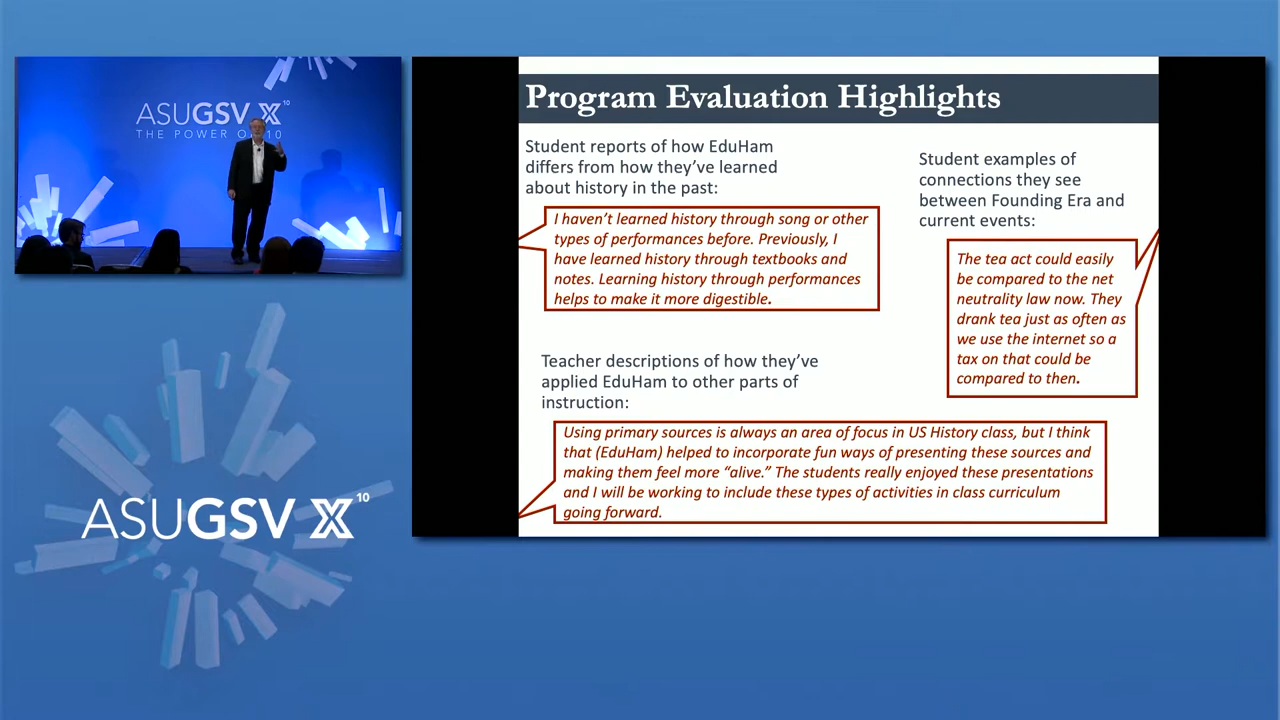 ASUGSV X10
THE POWER OF 10
Program Evaluation Highlights
Student reports of how EduHam
differs from how they’ve learned
about history in the past:
I haven’t learned history through song or other
types of performances before. Previously, I
have learned history through textbooks and
notes. Learning history through performances
helps to make it more digestible.
Student examples of
connections they see
between Founding Era and
current events:
The tea act could easily
be compared to the net
neutrality law now. They
drank tea just as often as
we use the internet so a
tax on that could be
compared to then.
Teacher descriptions of how they’ve
applied EduHam to other parts of
instruction:
Using primary sources is always an area of focus in US History class, but I think
that (EduHam) helped to incorporate fun ways of presenting these sources and
making them feel more “alive.” The students really enjoyed these presentations
and I will be working to include these types of activities in class curriculum
going forward.
ASUGSV X10